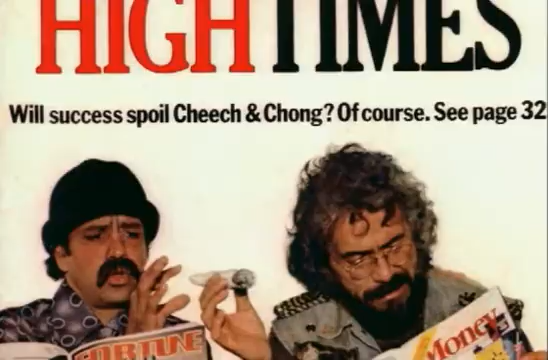 HIGH TIMES
Will success spoil Cheech & Chong? Of course. See page 32
FORTUNE
Money